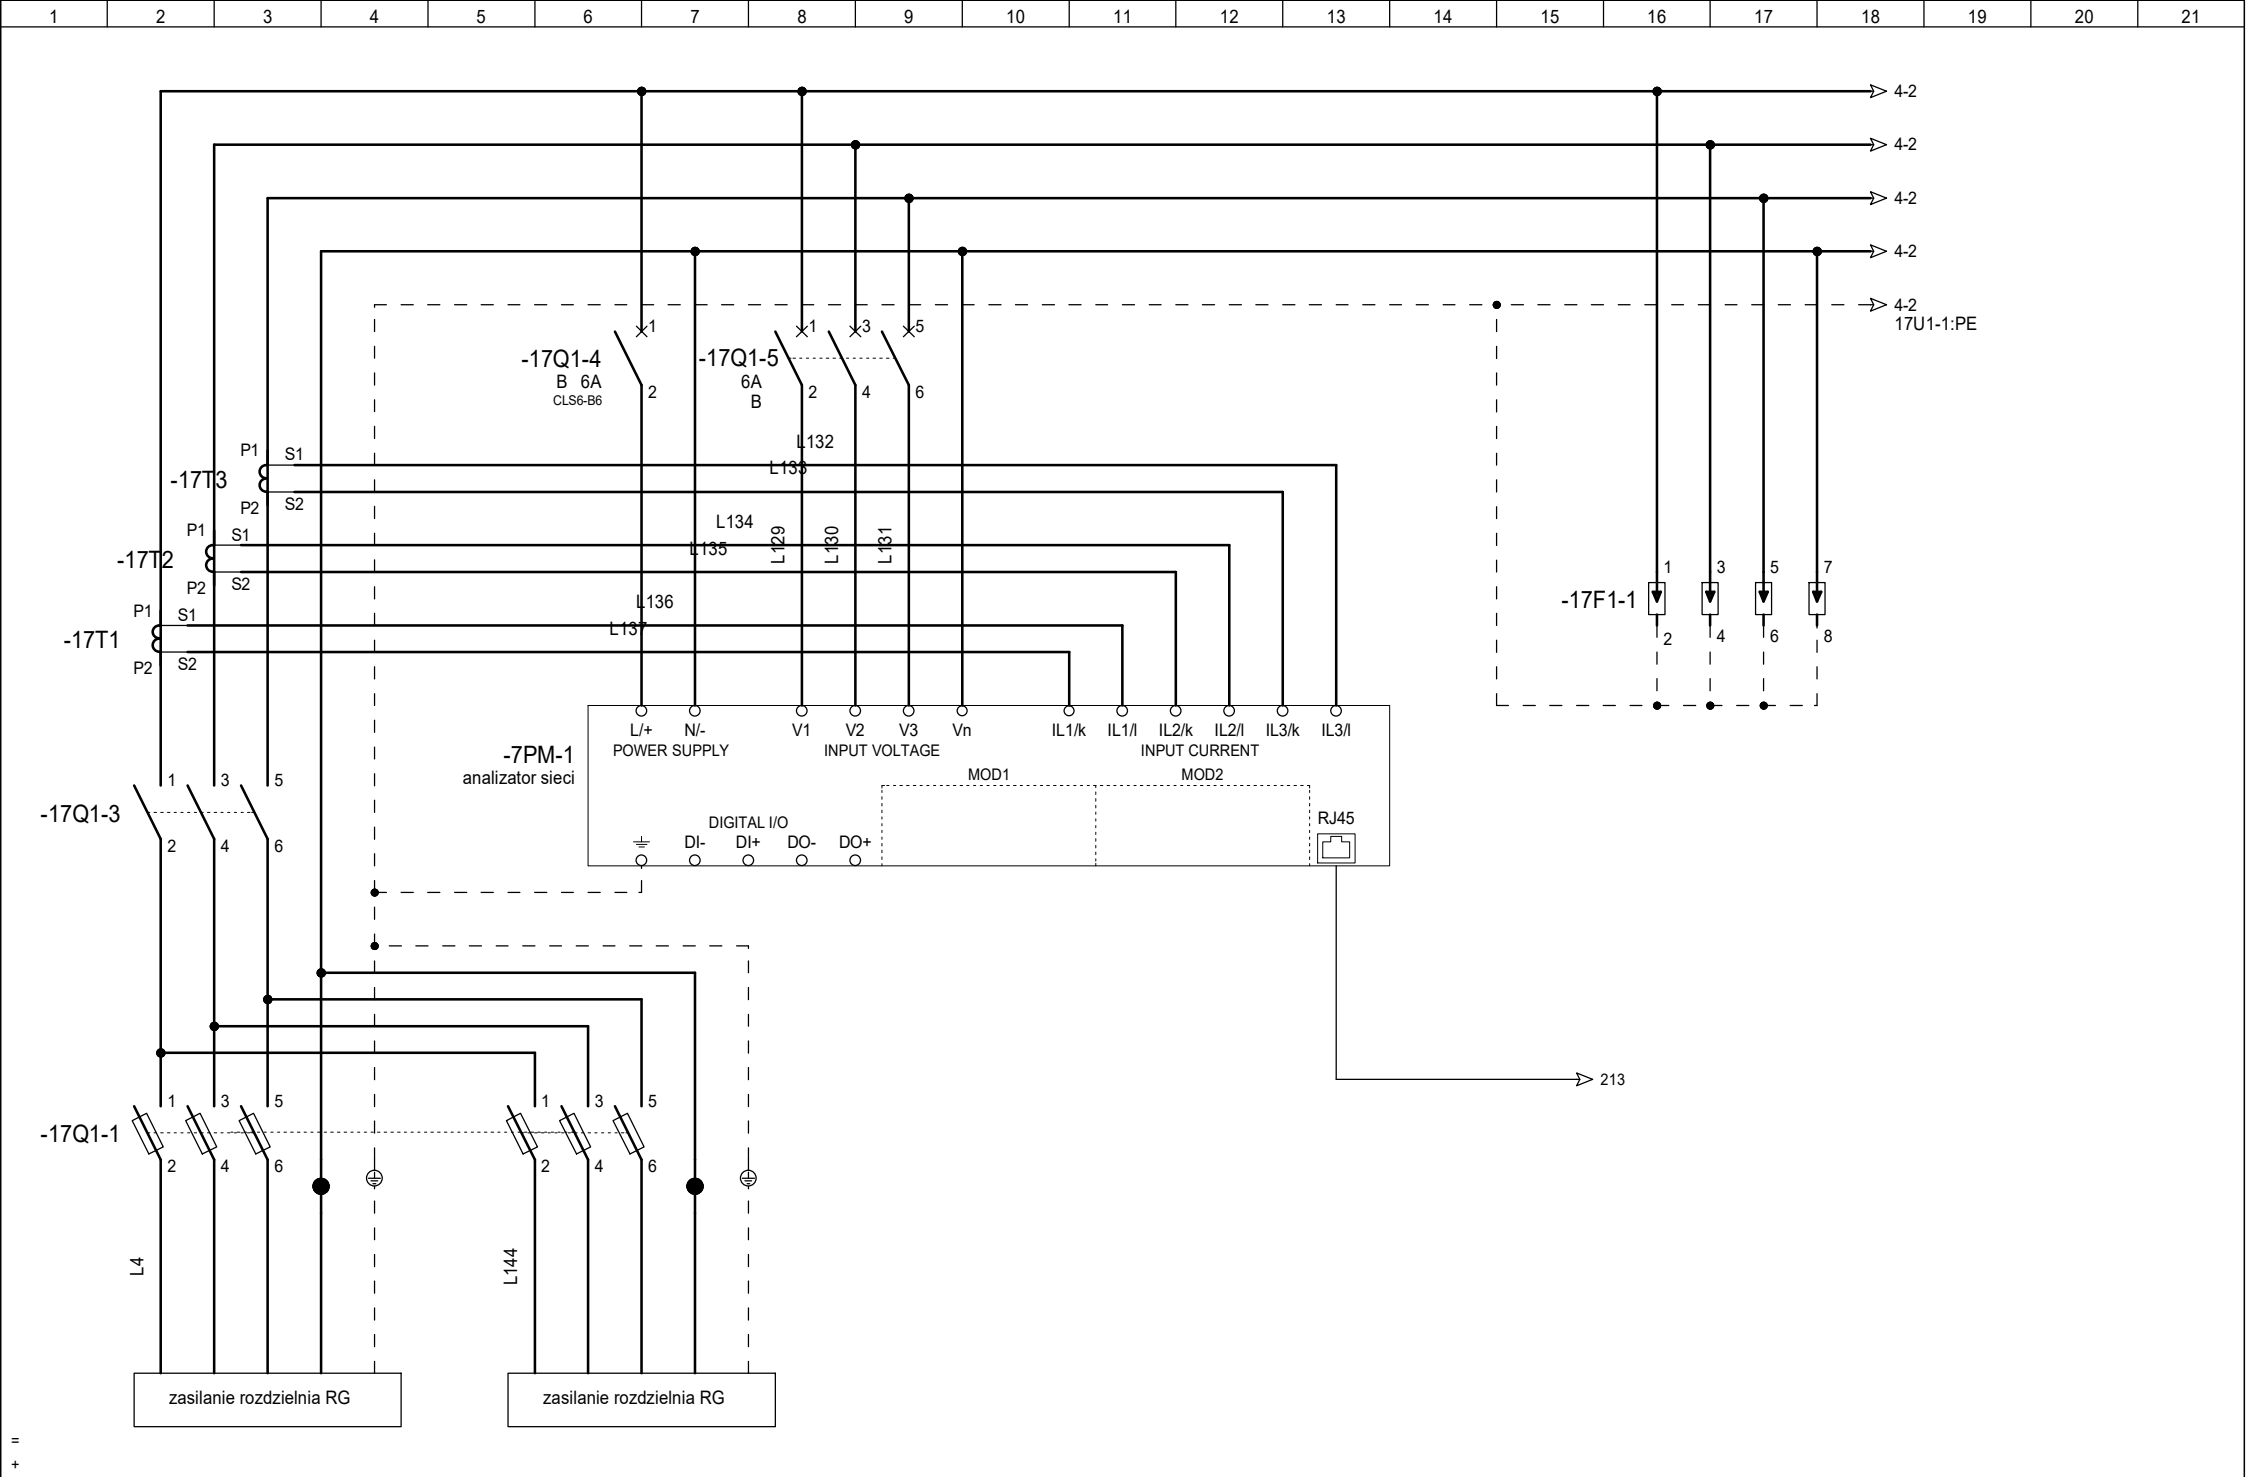 1 2 3 4 5 6 7 8 9 10 11 12 13 14 15 16 17 18 19 20 21
4-2
4-2
4-2
4-2
4-2
17U1-1:PE
1 1 3 5
-17Q1-4 -17Q1-5
B 6A 6A
CLS6-B6 B
2 2 4 6
L132
P1 S1
L133
-17T3
P2 S2
L134
P1 S1
L135
L129 L130 L131
-17T2
P2 S2
1 3 5 7
-17F1-1
2 4 6 8
L136
P1 S1
L137
-17T1
P2 S2
L/+ N/- V1 V2 V3 Vn IL1/k IL1/l IL2/k IL2/l IL3/k IL3/l
POWER SUPPLY INPUT VOLTAGE INPUT CURRENT
-7PM-1
analizator sieci
MOD1 MOD2
1 3 5
-17Q1-3
2 4 6
DIGITAL I/O RJ45
DI- DI+ DO- DO+
213
1 3 5 1 3 5
-17Q1-1
2 4 6 2 4 6
L4 L144
zasilanie rozdzielnia RG zasilanie rozdzielnia RG
=
+